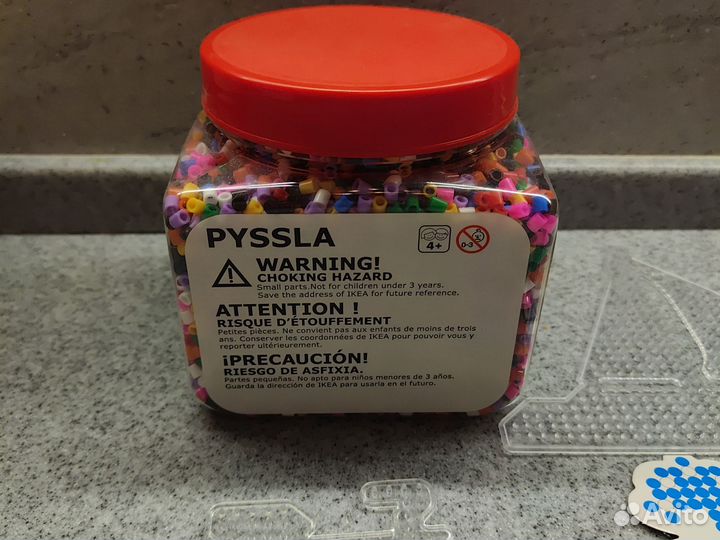 PYSSLA
4+
0-3
WARNING!
CHOKING HAZARD
Small parts.Not for children under 3 years.
Save the address of IKEA for future reference.
ATTENTION !
RISQUE D'ÉTOUFFEMENT
Petites pièces. Ne convient pas aux enfants de moins de trois
ans. Conserver les coordonnées de IKEA pour pouvoir vous y
reporter ultérieurement.
¡PRECAUCIÓN!
RIESGO DE ASFIXIA.
Partes pequeñas. No apto para niños menores de 3 años.
Guarda la dirección de IKEA para usarla en el futuro.
Avito